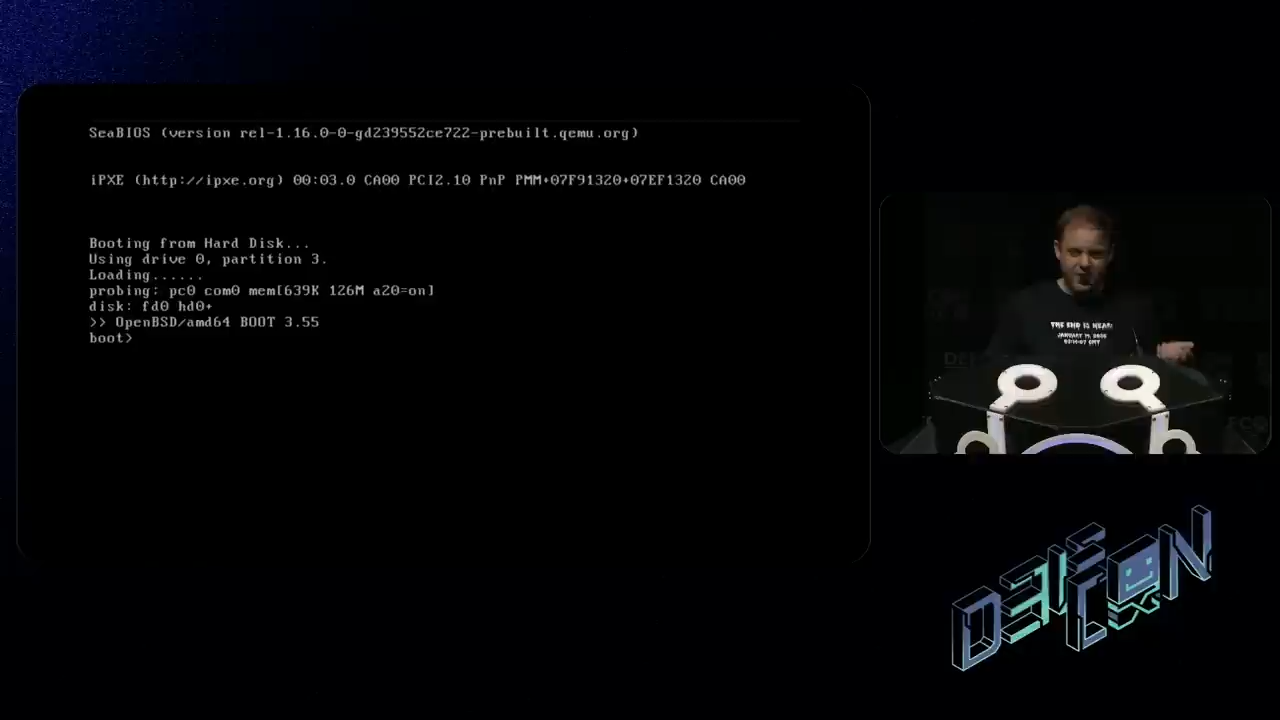 SeaBIOS (version rel-1.16.0-0-gd239552ce722-prebuilt.qemu.org)
iPXE (http://ipxe.org) 00:03.0 CA00 PCI2.10 PnP PMM+07F91320+07EF1320 CA00
Booting from Hard Disk...
Using drive 0, partition 3.
Loading......
probing: pc0 com0 mem[639K 126M a20=on]
disk: fd0 hd0+
>> OpenBSD/amd64 BOOT 3.55
boot>
THE END IS NEAR!
DEF CON